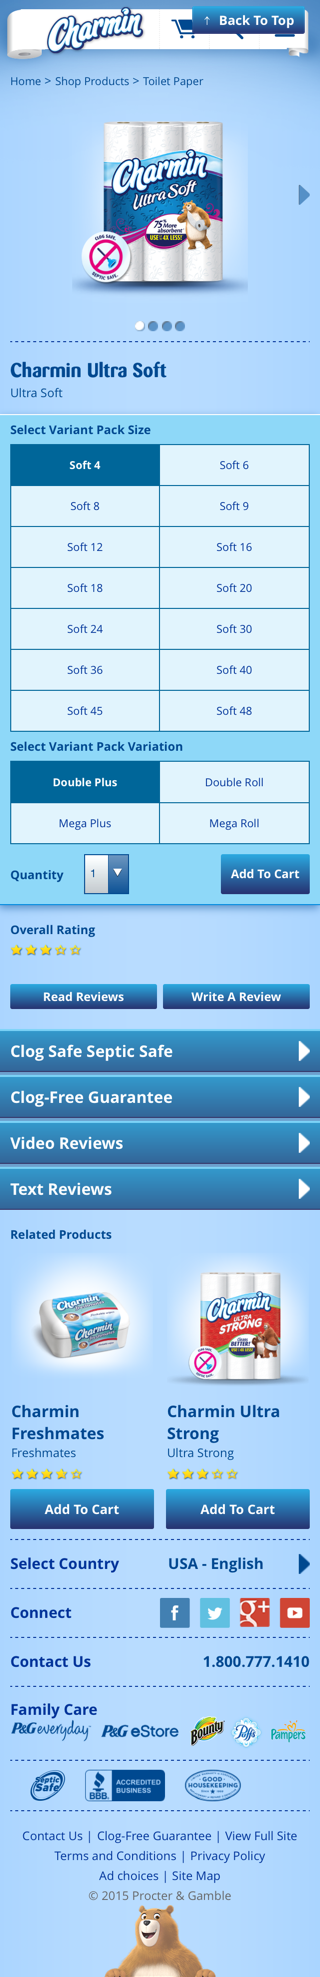 Charmin
↑ Back To Top
Home > Shop Products > Toilet Paper
Charmin
Ultra Soft
75% More
absorbent
USE UP TO 4X LESS!
CLOG SAFE.
SEPTIC SAFE.
Charmin Ultra Soft
Ultra Soft
Select Variant Pack Size
Soft 4
Soft 6
Soft 8
Soft 9
Soft 12
Soft 16
Soft 18
Soft 20
Soft 24
Soft 30
Soft 36
Soft 40
Soft 45
Soft 48
Select Variant Pack Variation
Double Plus
Double Roll
Mega Plus
Mega Roll
Quantity
1
Add To Cart
Overall Rating
Read Reviews
Write A Review
Clog Safe Septic Safe
Clog-Free Guarantee
Video Reviews
Text Reviews
Related Products
Charmin
Charmin
Charmin
ULTRA
STRONG
Charmin
Freshmates
Freshmates
Charmin Ultra
Strong
Ultra Strong
Add To Cart
Add To Cart
Select Country
USA - English
Connect
f
g+
Contact Us
1.800.777.1410
Family Care
P&G everyday
P&G eStore
Bounty
Puffs
Pampers
Septic
Safe
BBB.
ACCREDITED
BUSINESS
GOOD
HOUSEKEEPING
Contact Us | Clog-Free Guarantee | View Full Site
Terms and Conditions | Privacy Policy
Ad choices | Site Map
© 2015 Procter & Gamble